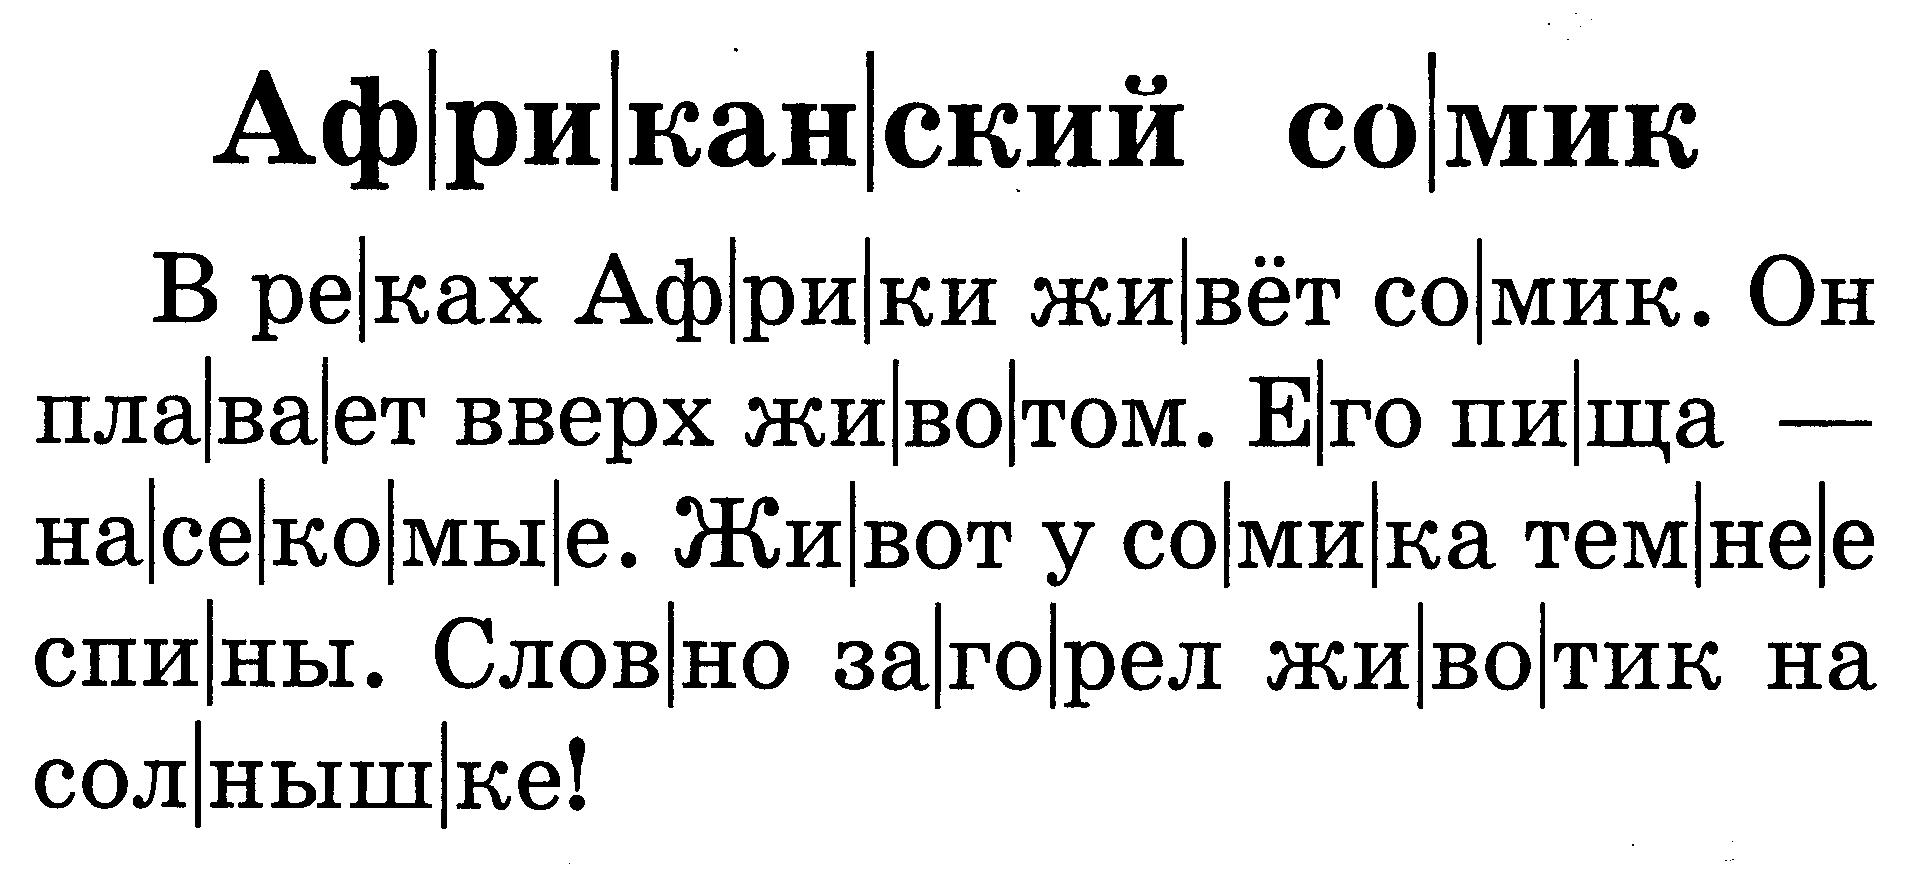 Аф|ри|кан|ский со|мик
В ре|ках Аф|ри|ки жи|вёт со|мик. Он
пла|ва|ет вверх жи|во|том. Е|го пи|ща —
на|се|ко|мы|е. Жи|вот у со|ми|ка тем|не|е
спи|ны. Слов|но за|го|рел жи|во|тик на
сол|ныш|ке!